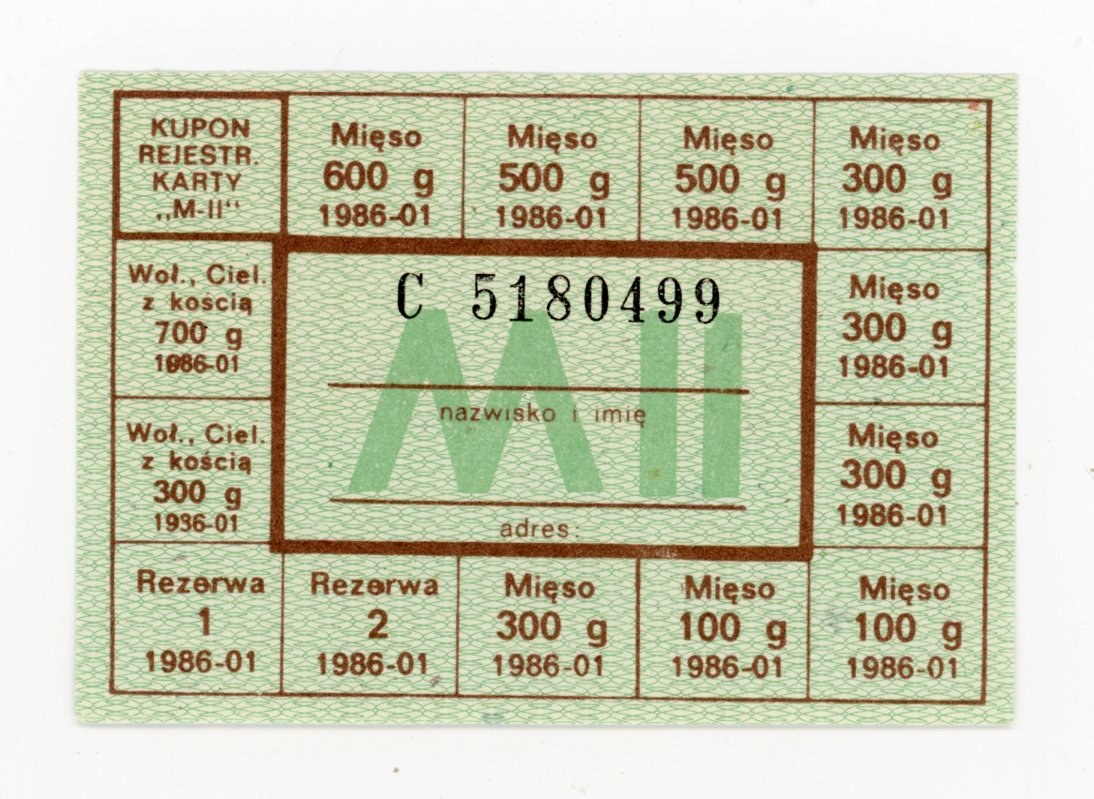 KUPON
REJESTR.
KARTY
„M-II“
Mięso
600 g
1986-01
Mięso
500 g
1986-01
Mięso
500 g
1986-01
Mięso
300 g
1986-01
Woł., Ciel.
z kością
700 g
1986-01
C 5180499
M II
nazwisko i imię
adres:
Mięso
300 g
1986-01
Woł., Ciel.
z kością
300 g
1936-01
Mięso
300 g
1986-01
Rezerwa
1
1986-01
Rezerwa
2
1986-01
Mięso
300 g
1986-01
Mięso
100 g
1986-01
Mięso
100 g
1986-01